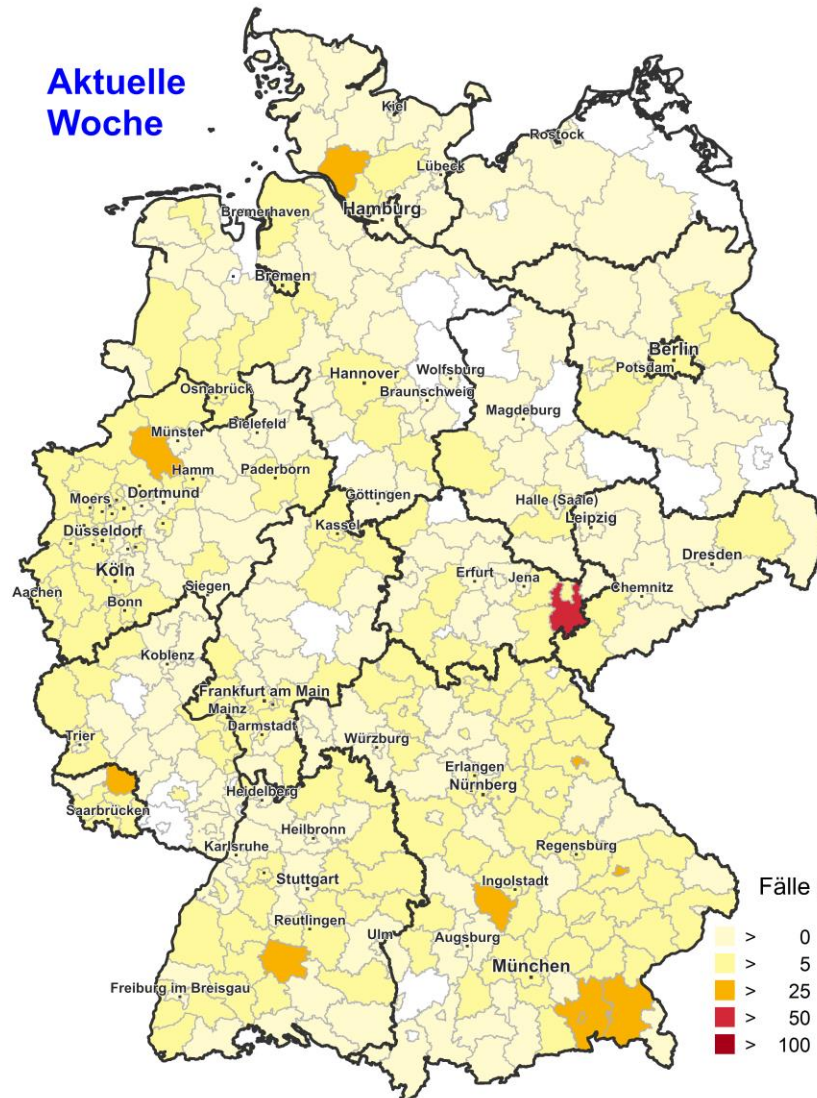 Aktuelle
Woche
Kiel
Rostock
Lübeck
Hamburg
Bremerhaven
Bremen
Berlin
Potsdam
Wolfsburg
Hannover
Braunschweig
Osnabrück
Magdeburg
Bielefeld
Münster
Hamm
Paderborn
Göttingen
Halle (Saale)
Leipzig
Moers
Dortmund
Düsseldorf
Kassel
Dresden
Köln
Erfurt
Jena
Chemnitz
Siegen
Aachen
Bonn
Koblenz
Frankfurt am Main
Mainz
Darmstadt
Trier
Würzburg
Erlangen
Nürnberg
Heidelberg
Saarbrücken
Heilbronn
Karlsruhe
Regensburg
Stuttgart
Ingolstadt
Reutlingen
Ulm
Augsburg
München
Freiburg im Breisgau
Fälle
> 0
> 5
> 25
> 50
> 100